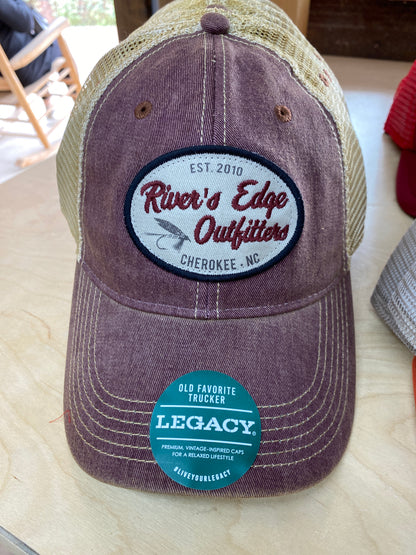 EST. 2010
River's Edge
Outfitters
CHEROKEE • NC
OLD FAVORITE
TRUCKER
LEGACY®
PREMIUM, VINTAGE-INSPIRED CAPS
FOR A RELAXED LIFESTYLE
#LIVEYOURLEGACY